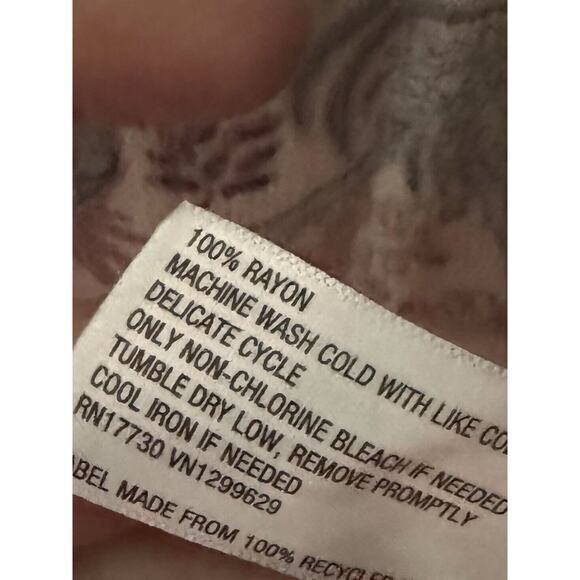 100% RAYON
MACHINE WASH COLD WITH LIKE
DELICATE CYCLE
ONLY NON-CHLORINE BLEACH IF NEEDED
TUMBLE DRY LOW, REMOVE PROMPTLY
COOL IRON IF NEEDED
RN17730 VN1299629
MADE FROM 100% RECYCLED